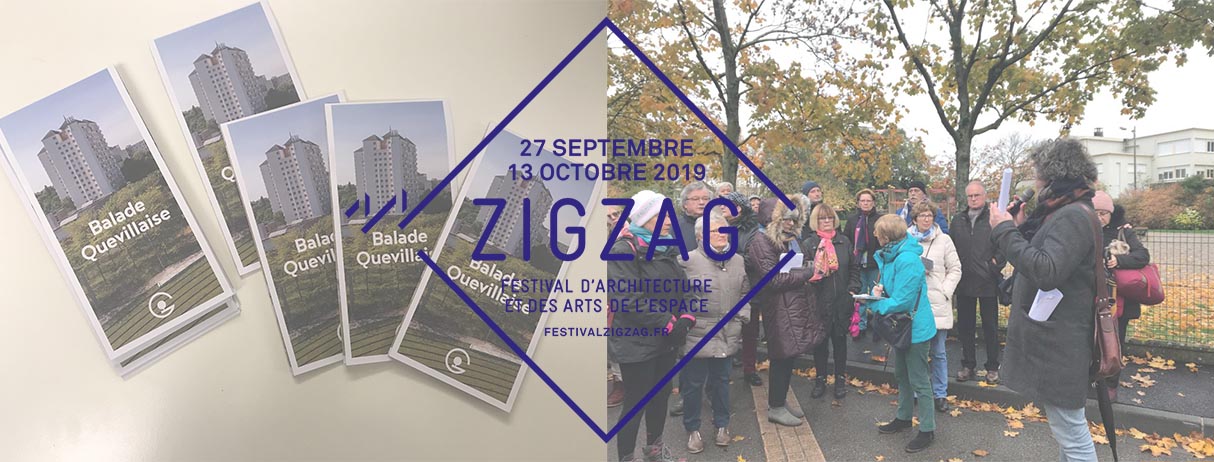 Balade
Quevillaise
Balade
Quevillaise
Balade
Quevillaise
Balade
Quevillaise
27 SEPTEMBRE
13 OCTOBRE 2019
ZIGZAG
FESTIVAL D'ARCHITECTURE
ET DES ARTS DE L'ESPACE
FESTIVALZIGZAG.FR